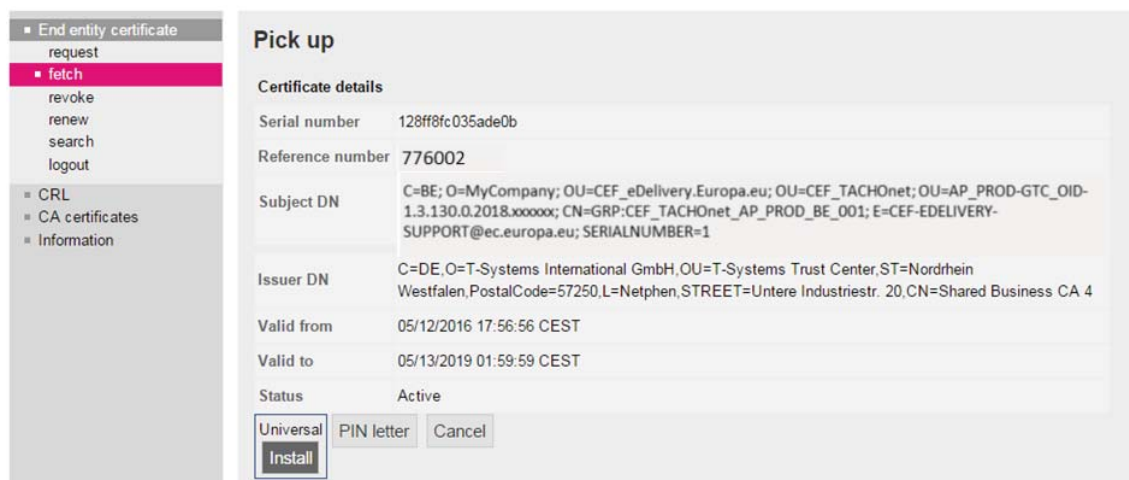 End entity certificate
request
fetch
revoke
renew
search
logout
CRL
CA certificates
Information
Pick up
Certificate details
Serial number 128ff8fc035ade0b
Reference number 776002
Subject DN C=BE; O=MyCompany; OU=CEF_eDelivery.Europa.eu; OU=CEF_TACHOnet; OU=AP_PROD-GTC_OID-
1.3.130.0.2018.xxxxxx; CN=GRP:CEF_TACHOnet_AP_PROD_BE_001; E=CEF-EDELIVERY-
SUPPORT@ec.europa.eu; SERIALNUMBER=1
Issuer DN C=DE,O=T-Systems International GmbH,OU=T-Systems Trust Center,ST=Nordrhein
Westfalen,PostalCode=57250,L=Netphen,STREET=Untere Industriestr. 20,CN=Shared Business CA 4
Valid from 05/12/2016 17:56:56 CEST
Valid to 05/13/2019 01:59:59 CEST
Status Active
Universal PIN letter Cancel
Install